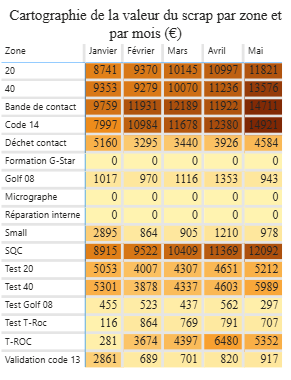 Cartographie de la valeur du scrap par zone et
par mois (€)
Zone Janvier Février Mars Avril Mai
20 8741 9370 10145 10997 11821
40 9353 9279 10070 11236 13576
Bande de contact 9759 11931 12189 11922 14711
Code 14 7997 10984 11678 12380 14921
Déchet contact 5160 3295 3440 3926 4584
Formation G-Star 0 0 0 0 0
Golf 08 1017 970 1116 1353 943
Micrographe 0 0 0 0 0
Réparation interne 0 0 0 0 0
Small 2895 864 905 1210 978
SQC 8915 9522 10409 11369 12092
Test 20 5053 4007 4307 4651 5212
Test 40 5301 3878 4337 4603 5989
Test Golf 08 455 523 437 562 297
Test T-Roc 116 864 769 791 707
T-ROC 281 3674 4397 6480 5352
Validation code 13 2861 689 701 820 917